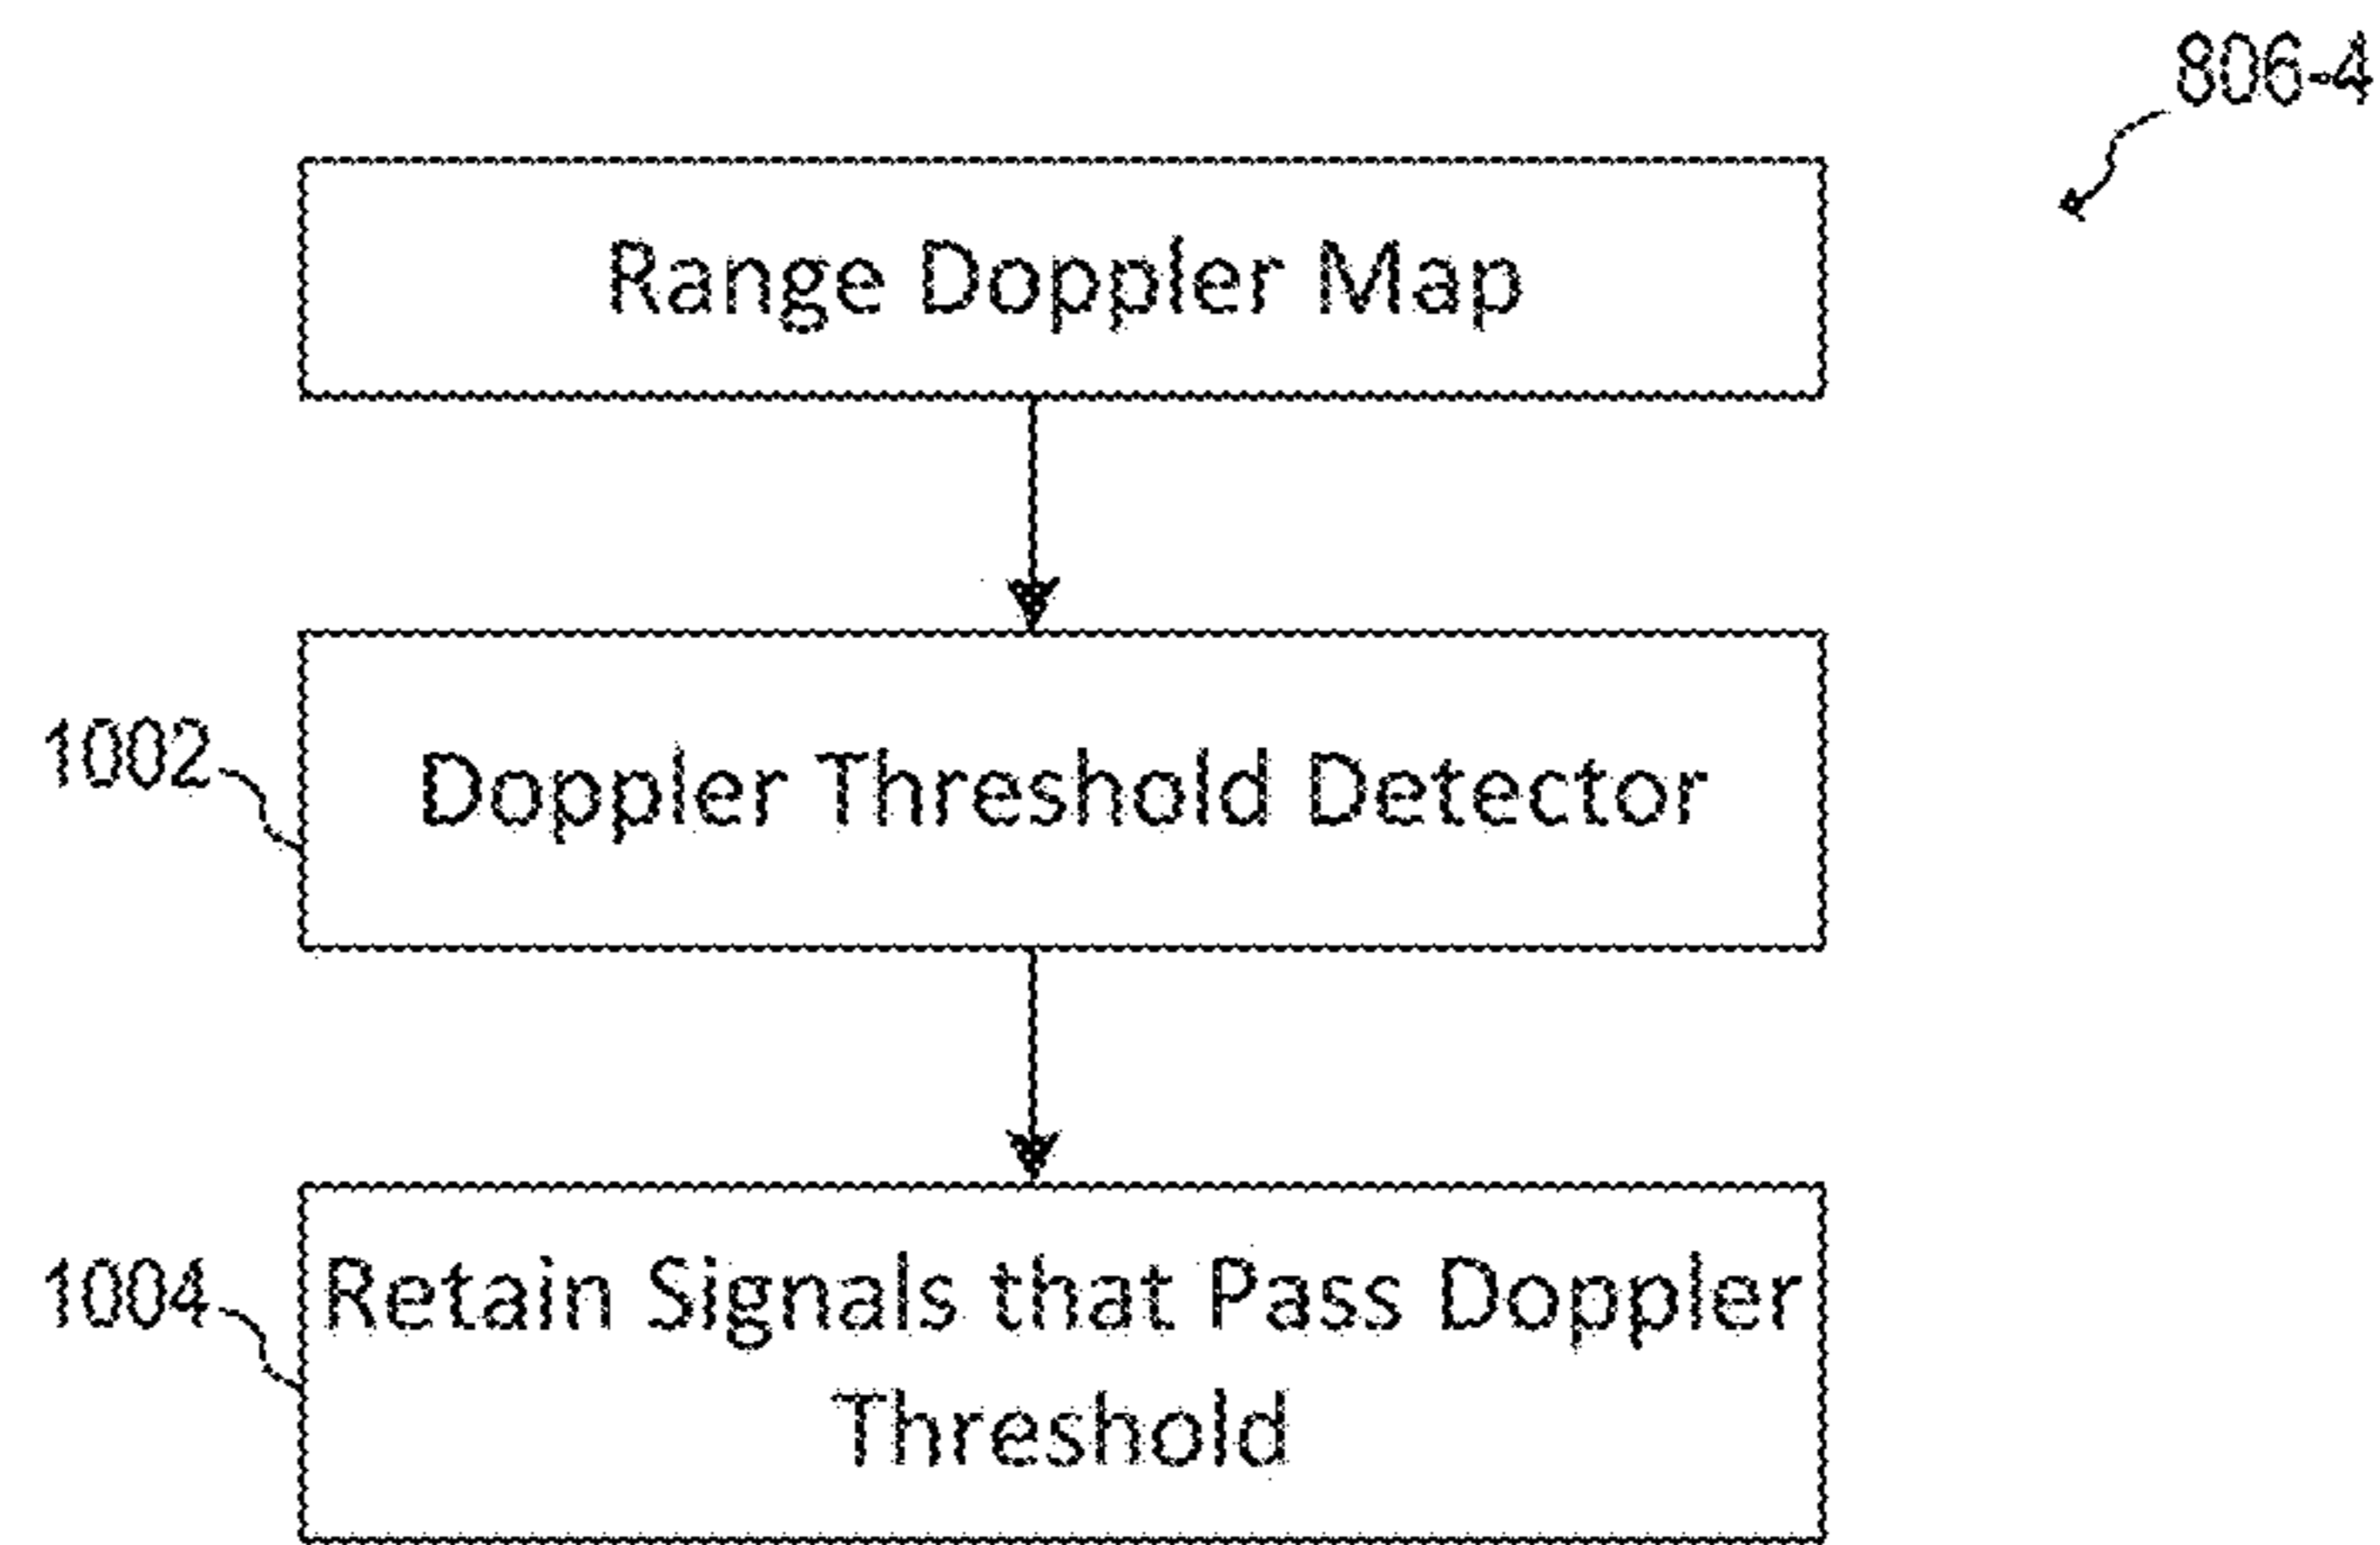 806-4
Range Doppler Map
1002
Doppler Threshold Detector
1004
Retain Signals that Pass Doppler
Threshold